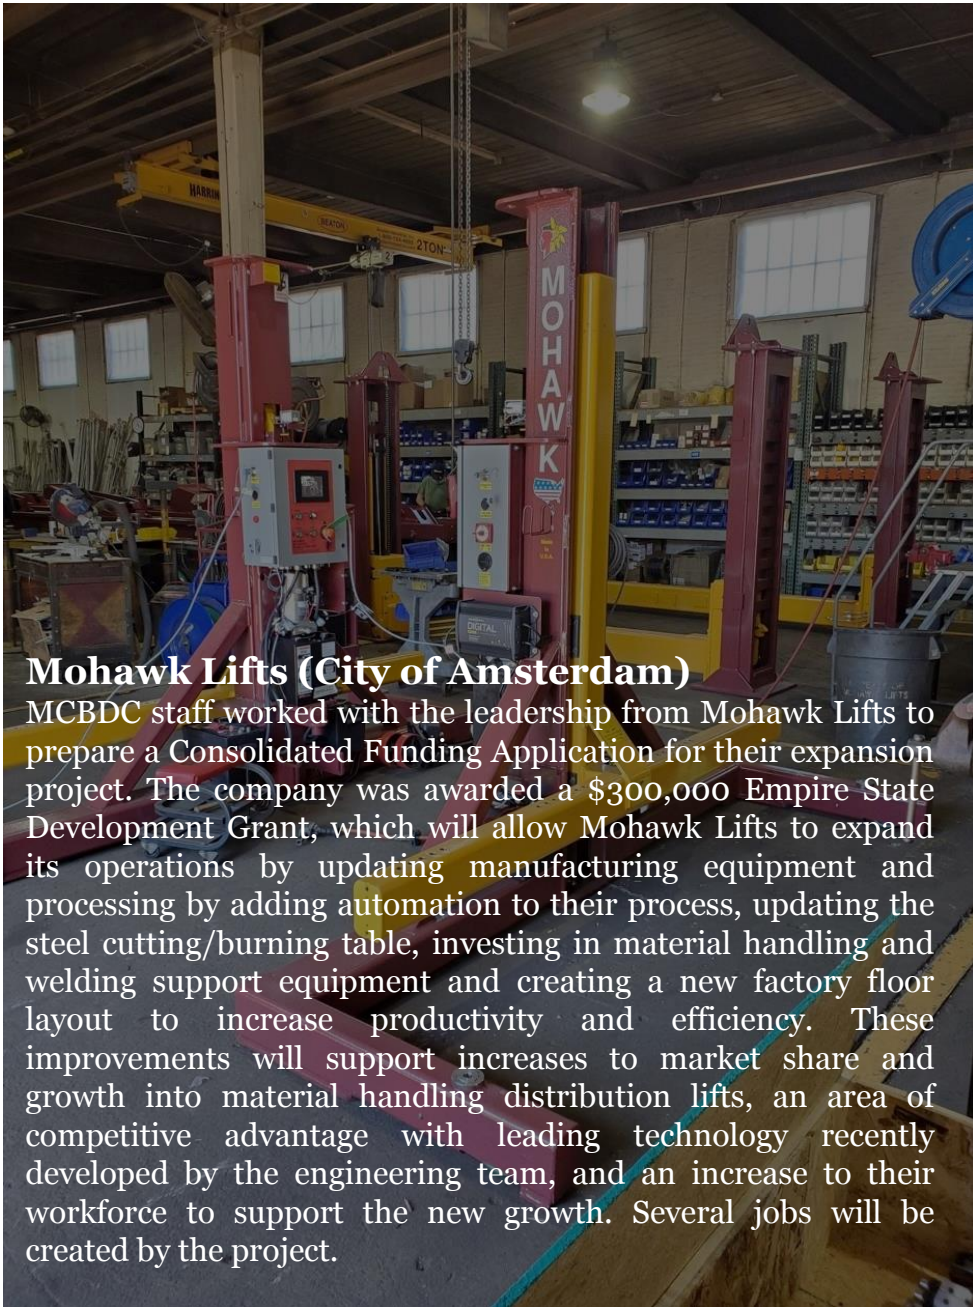 HARRIN
BEATON
2TON
MOHAWK
DIGITAL
Mohawk Lifts (City of Amsterdam)
MCBDC staff worked with the leadership from Mohawk Lifts to
prepare a Consolidated Funding Application for their expansion
project. The company was awarded a $300,000 Empire State
Development Grant, which will allow Mohawk Lifts to expand
its operations by updating manufacturing equipment and
processing by adding automation to their process, updating the
steel cutting/burning table, investing in material handling and
welding support equipment and creating a new factory floor
layout to increase productivity and efficiency. These
improvements will support increases to market share and
growth into material handling distribution lifts, an area of
competitive advantage with leading technology recently
developed by the engineering team, and an increase to their
workforce to support the new growth. Several jobs will be
created by the project.